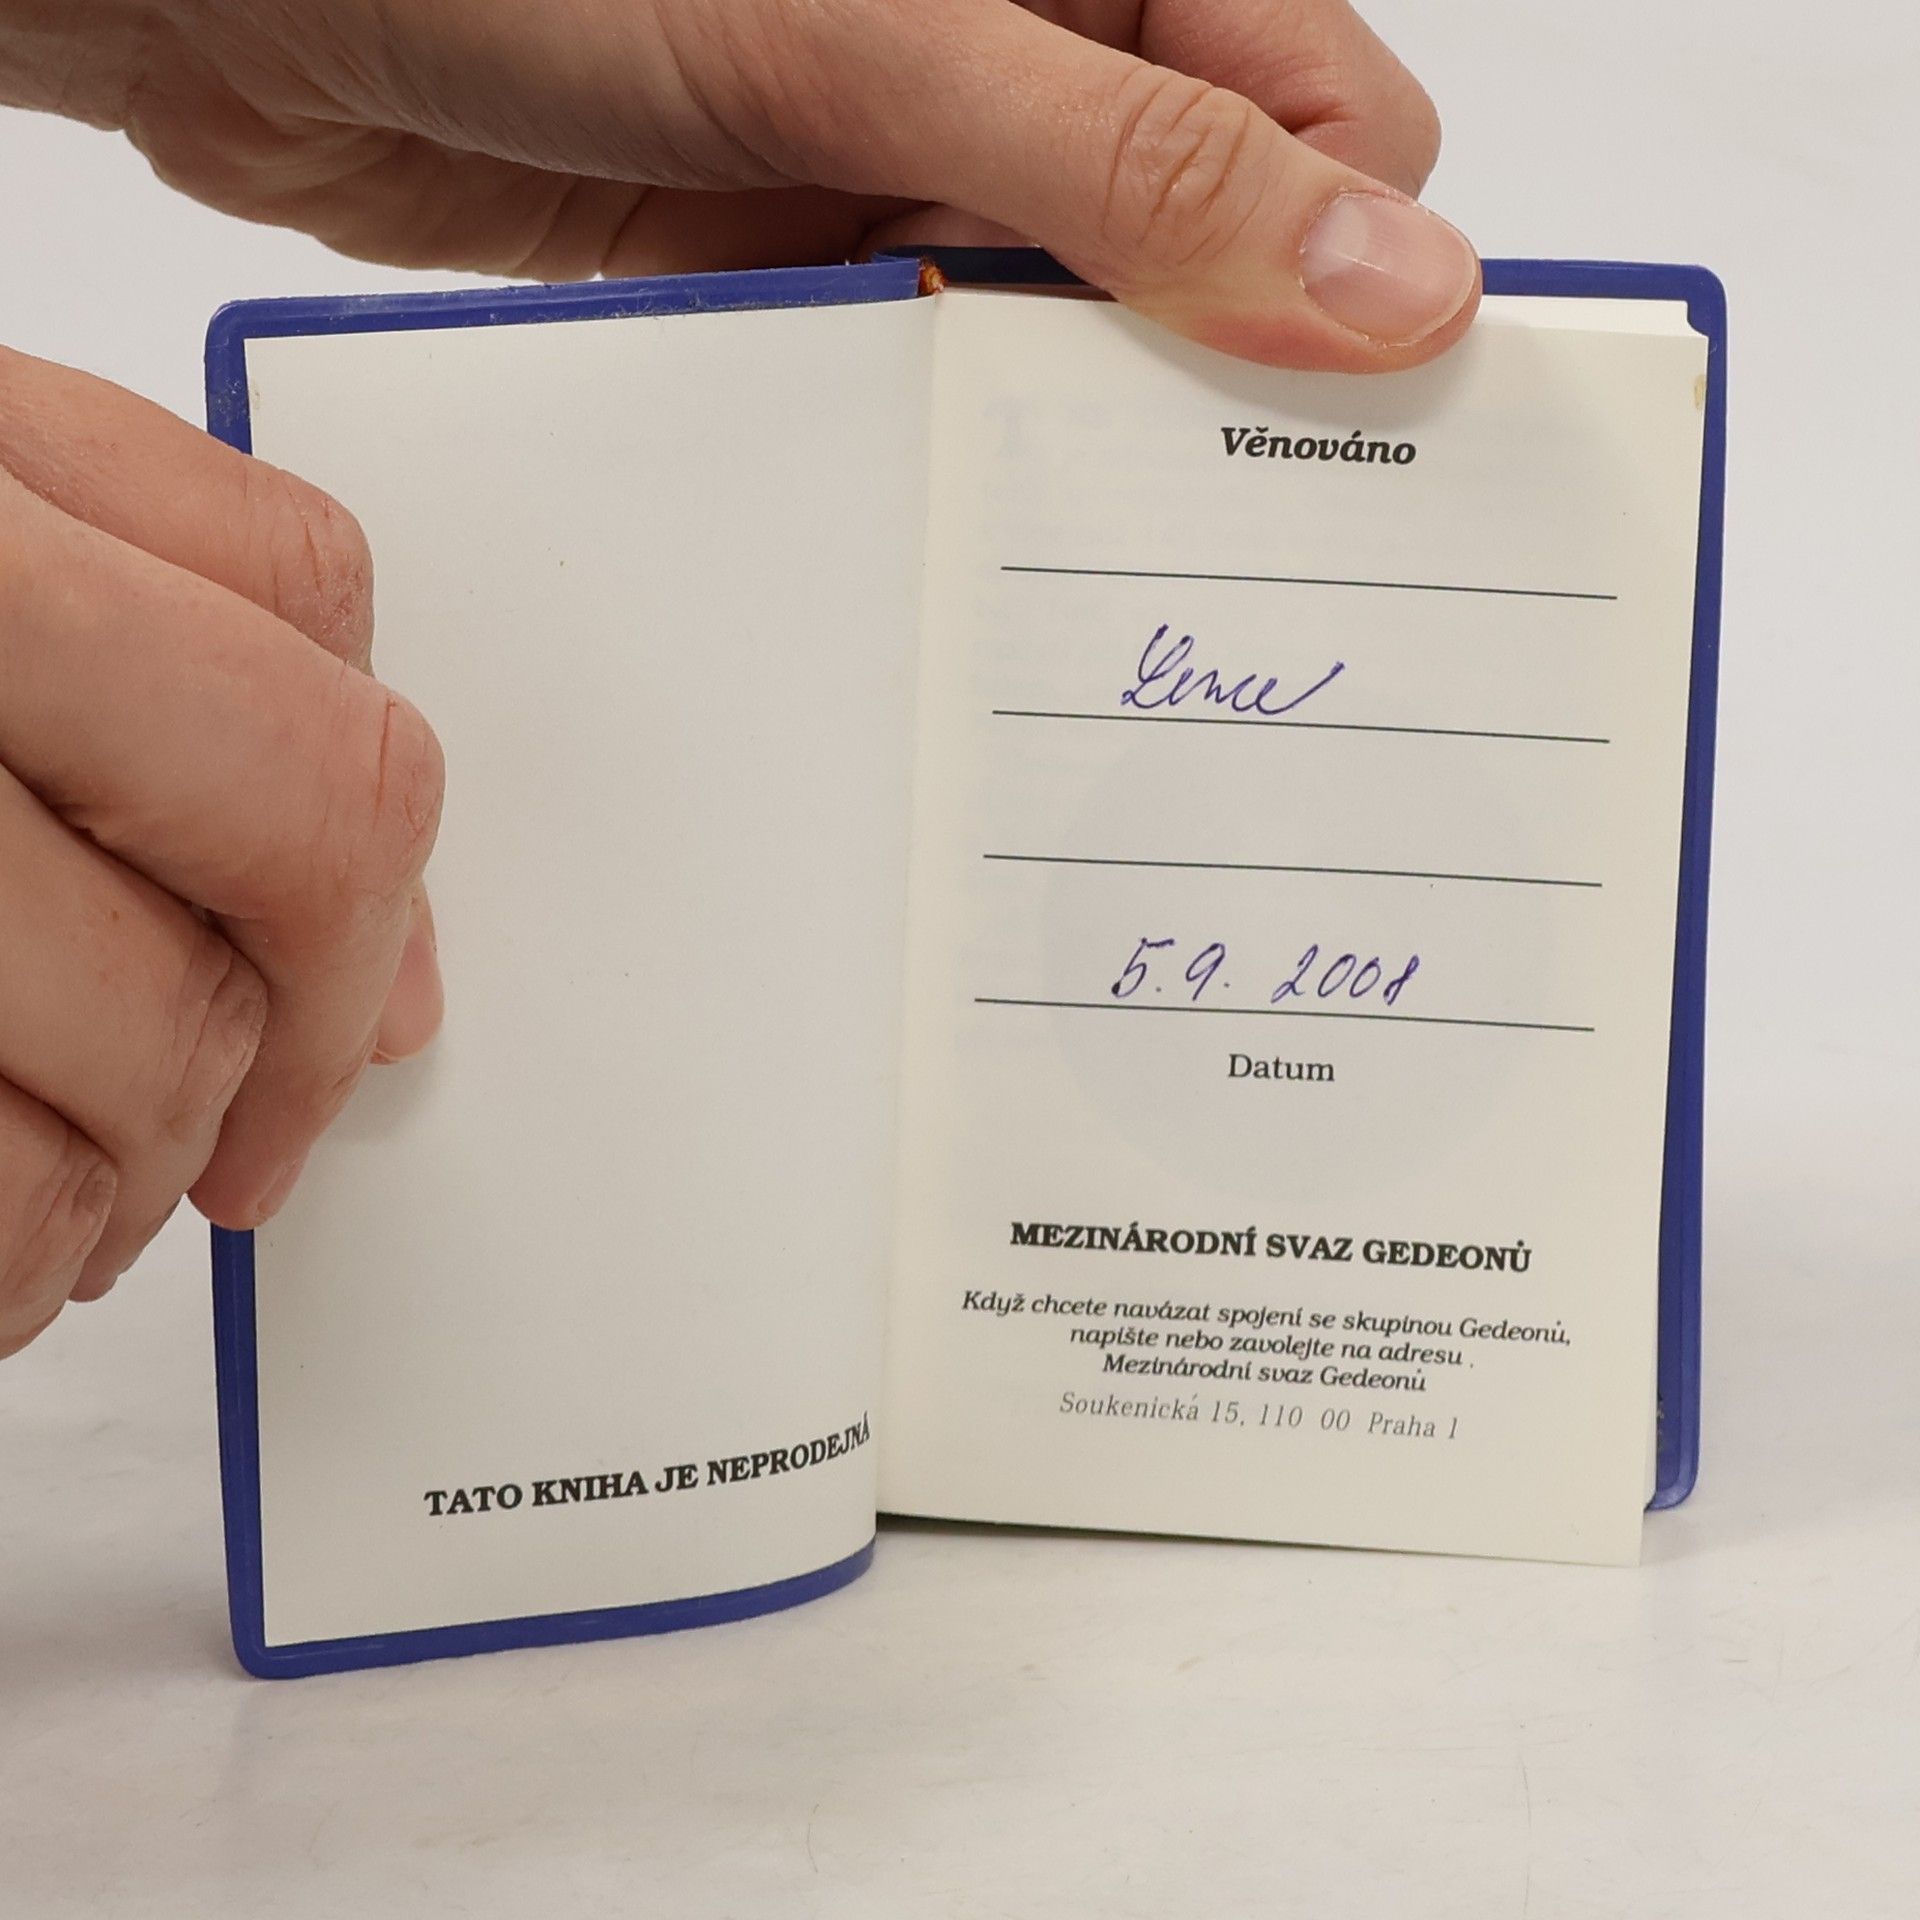 TATO KNIHA JE NEPRODEJNÁ
Věnováno
Lence
5. 9. 2008
Datum
MEZINÁRODNÍ SVAZ GEDEONŮ
Když chcete navázat spojení se skupinou Gedeonů,
napište nebo zavolejte na adresu
Mezinárodní svaz Gedeonů
Soukenická 15, 110 00 Praha 1